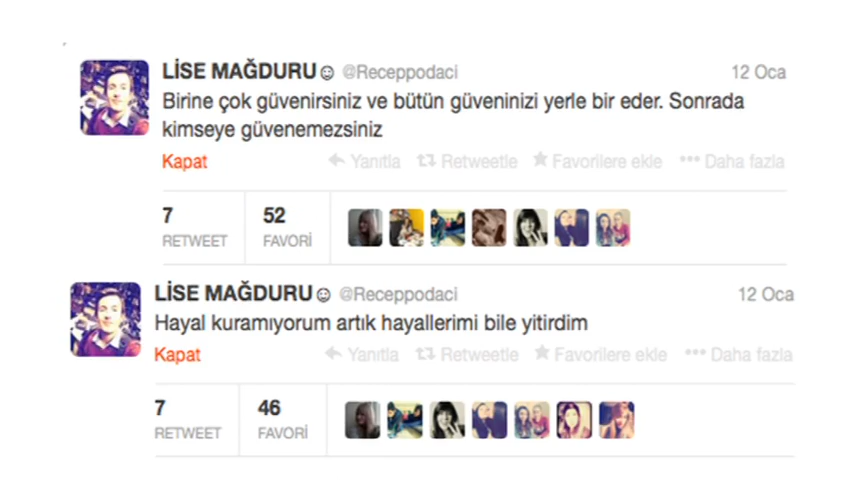 LİSE MAĞDURU☺ @Receppodaci 12 Oca
Birine çok güvenirsiniz ve bütün güveninizi yerle bir eder. Sonrada
kimseye güvenemezsiniz
Kapat Yanıtla Retweetle Favorilere ekle Daha fazla
7 52
RETWEET FAVORİ
LİSE MAĞDURU☺ @Receppodaci 12 Oca
Hayal kuramıyorum artık hayallerimi bile yitirdim
Kapat Yanıtla Retweetle Favorilere ekle Daha fazla
7 46
RETWEET FAVORİ